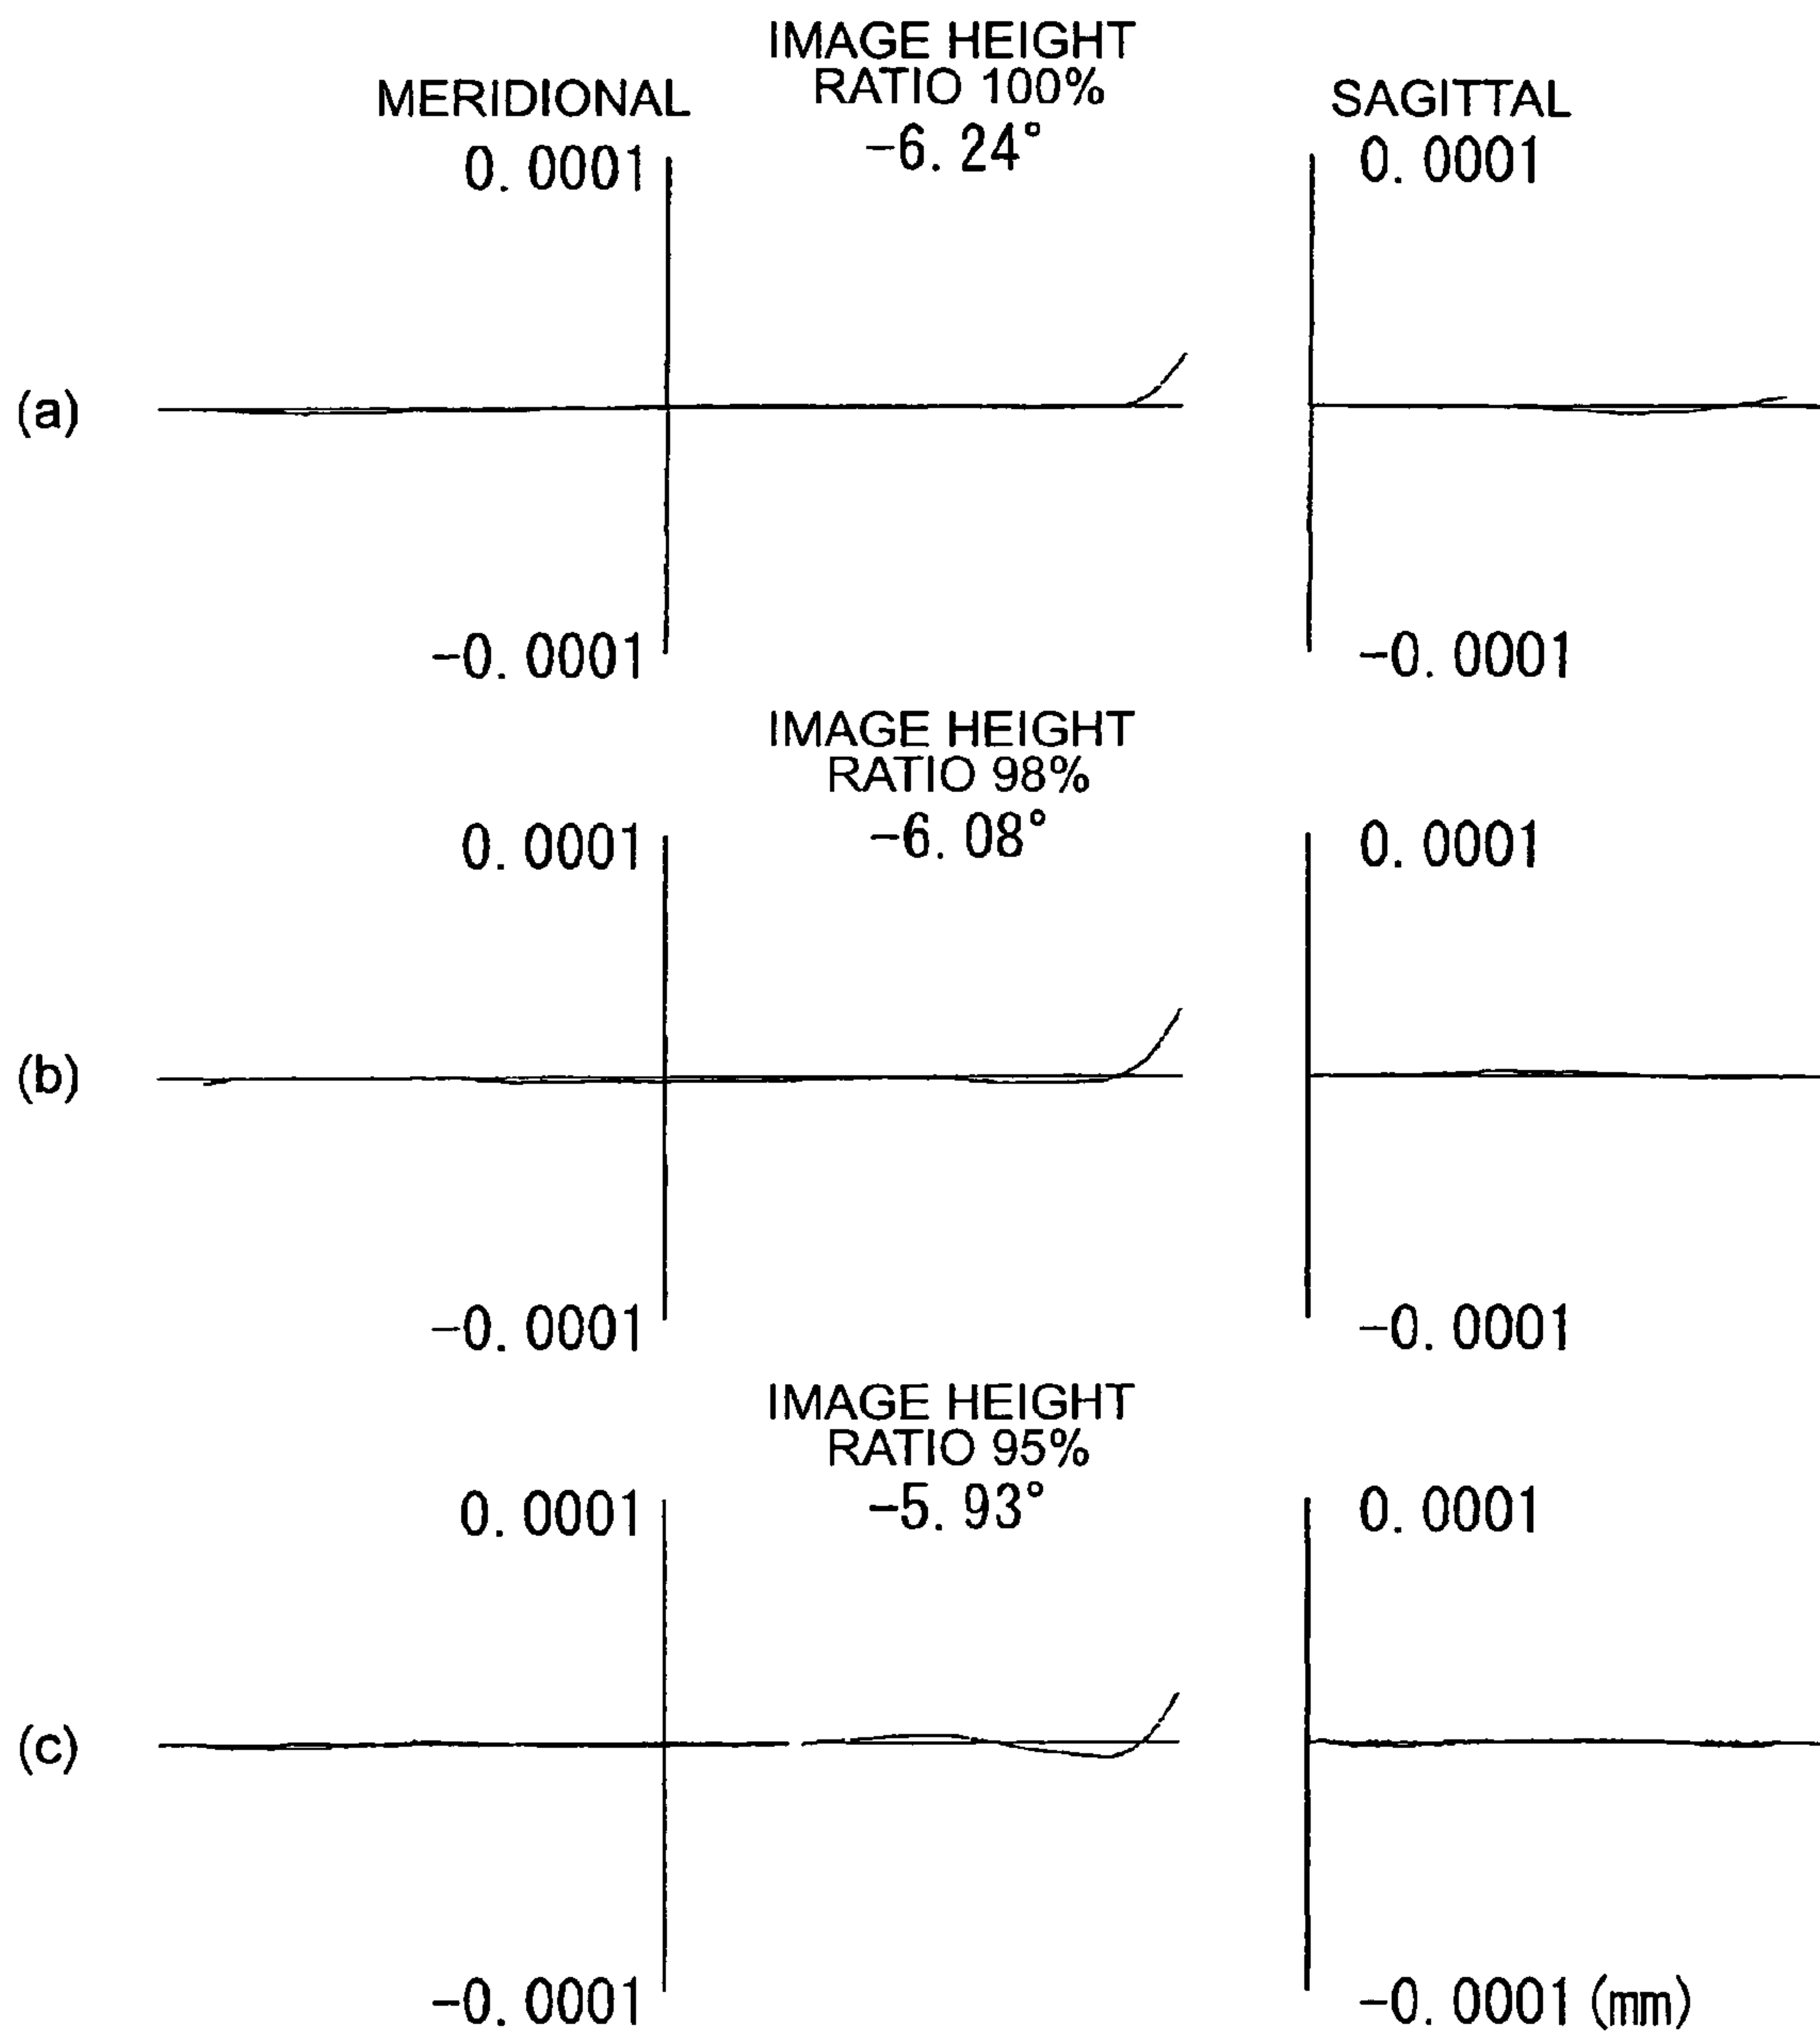 IMAGE HEIGHT
MERIDIONAL RATIO 100% SAGITTAL
0.0001 -6.24° 0.0001
(a)
-0.0001 -0.0001
IMAGE HEIGHT
RATIO 98%
0.0001 -6.08° 0.0001
(b)
-0.0001 -0.0001
IMAGE HEIGHT
RATIO 95%
0.0001 -5.93° 0.0001
(c)
-0.0001 -0.0001 (mm)